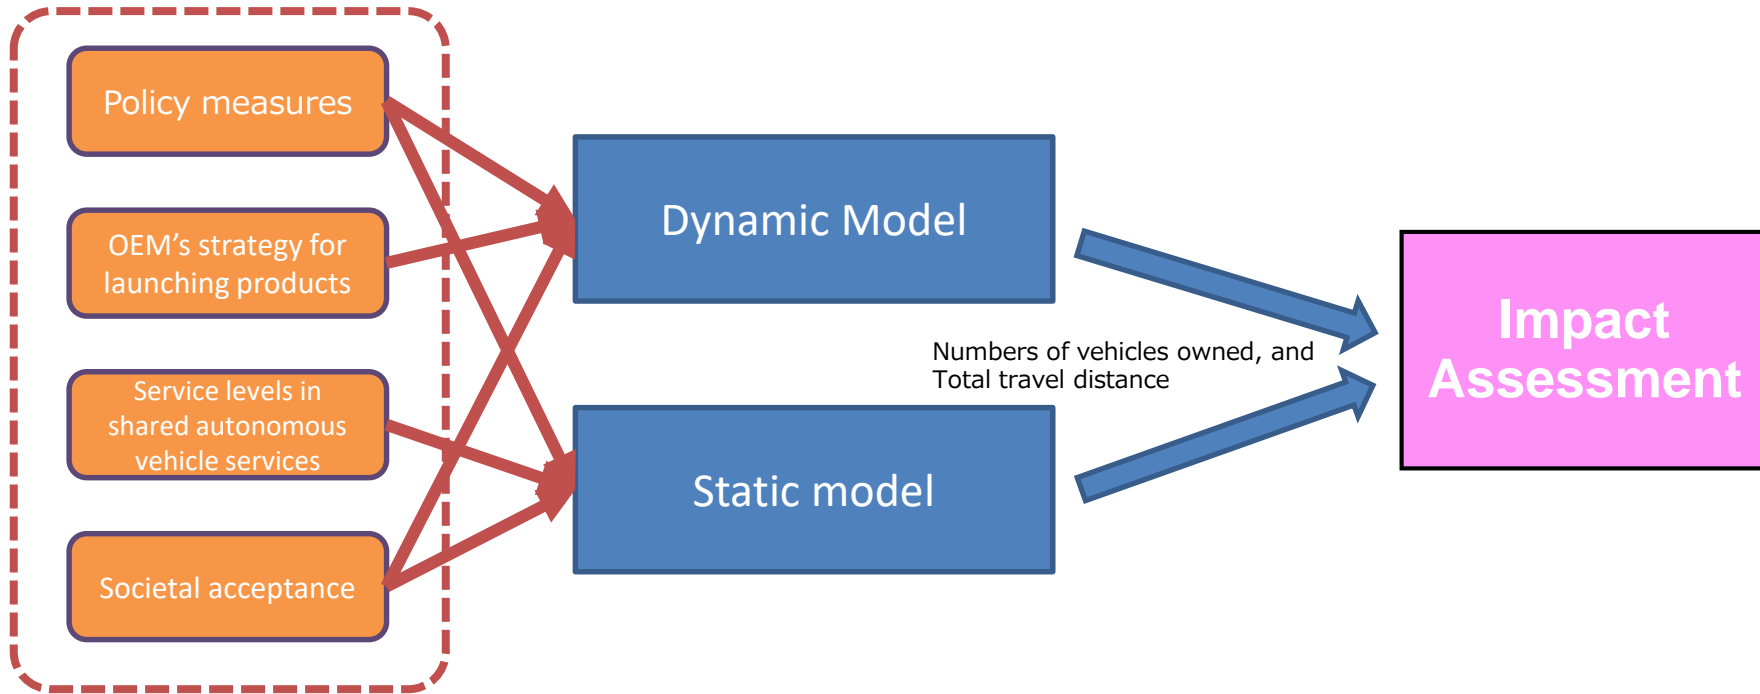 Policy measures
OEM’s strategy for
launching products
Service levels in
shared autonomous
vehicle services
Societal acceptance
Dynamic Model
Numbers of vehicles owned, and
Total travel distance
Static model
Impact
Assessment